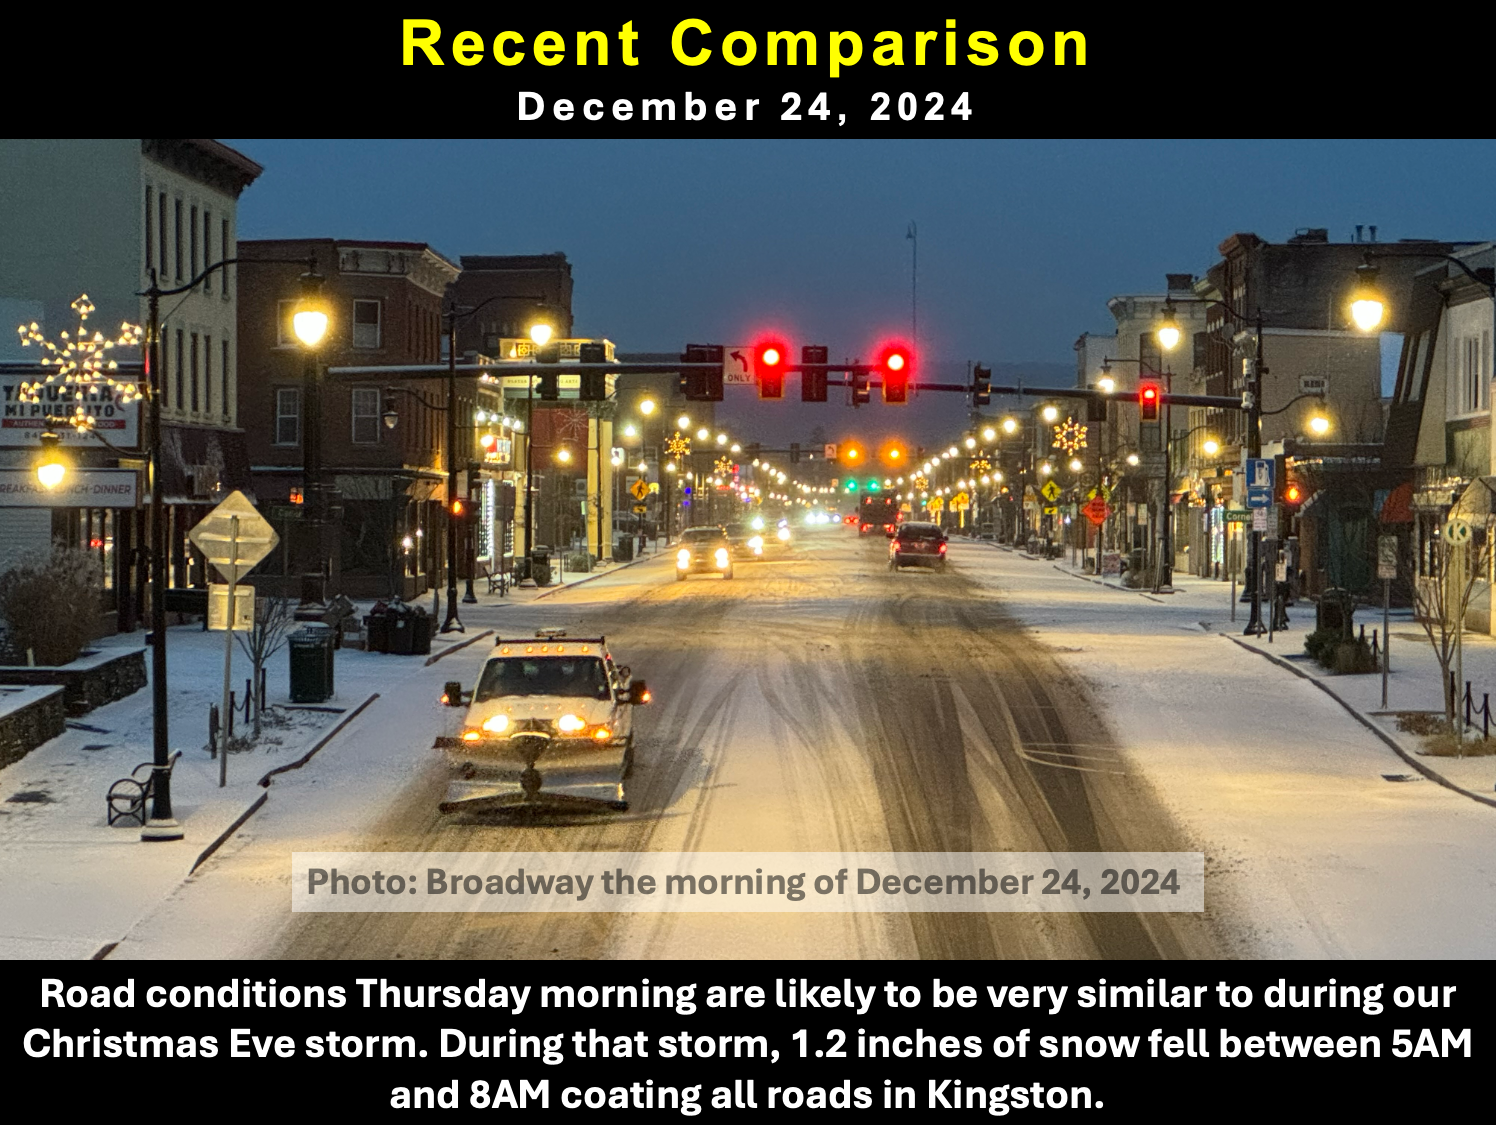 Recent Comparison
December 24, 2024
ONLY
TAQUERIA
MI PUEBLITO
BREAKFAST-LUNCH-DINNER
K
Photo: Broadway the morning of December 24, 2024
Road conditions Thursday morning are likely to be very similar to during our
Christmas Eve storm. During that storm, 1.2 inches of snow fell between 5AM
and 8AM coating all roads in Kingston.